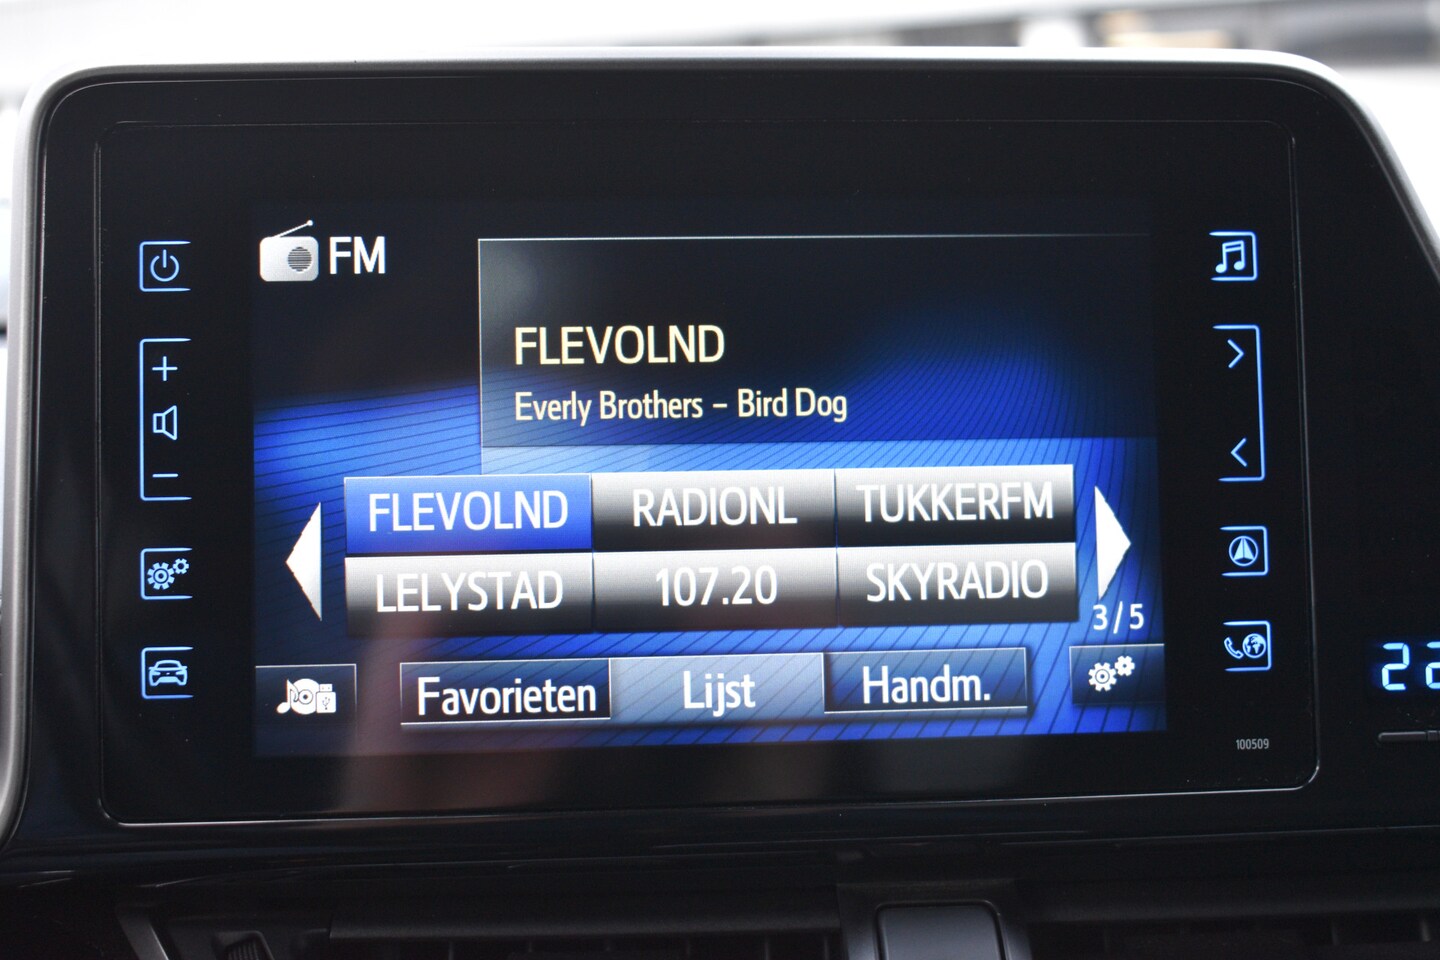 FM
FLEVOLND
Everly Brothers - Bird Dog
FLEVOLND RADIONL TUKKERFM
LELYSTAD 107.20 SKYRADIO
3/5
Favorieten Lijst Handm.
100509